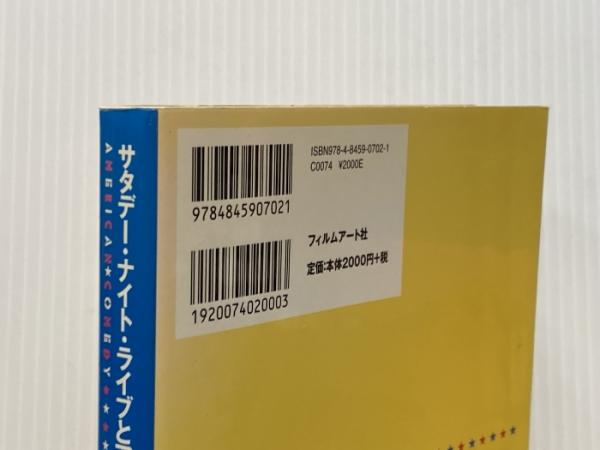 サタデー・ナイト・ライブと
AMERICAN★COMEDY★★
ISBN978-4-8459-0702-1
C0074 ¥2000E
9784845907021
フィルムアート社
定価:本体2000円+税
1920074020003